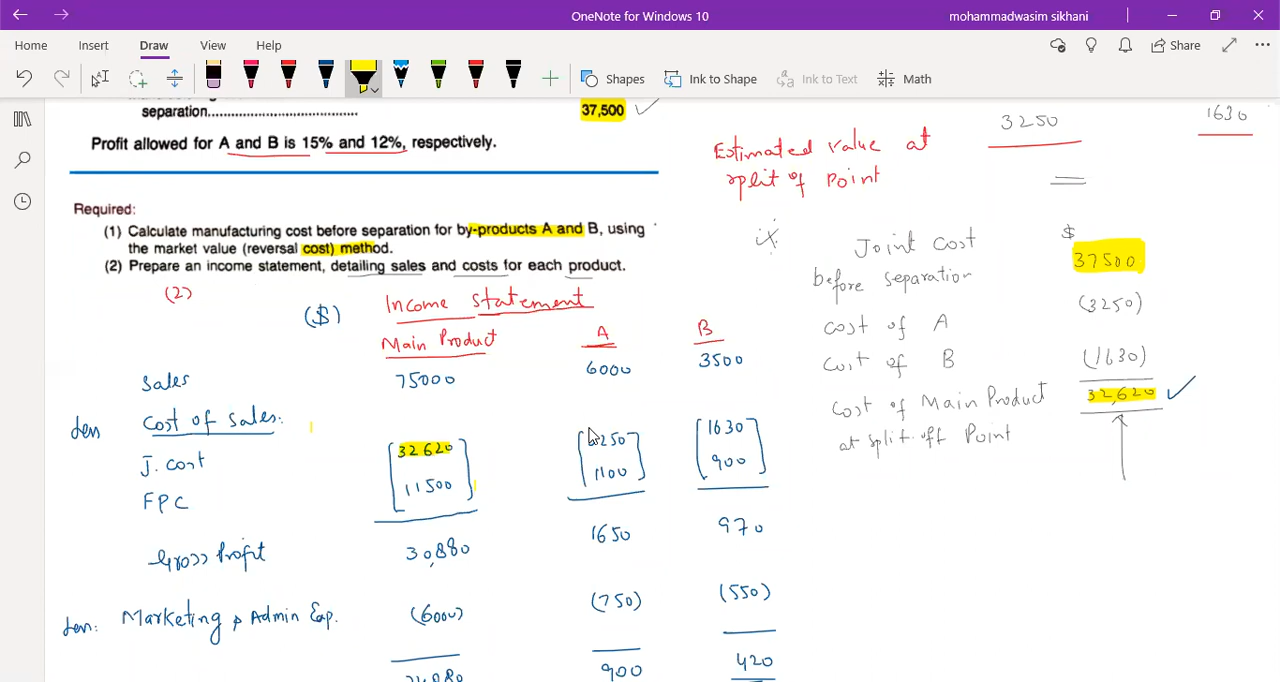 OneNote for Windows 10
mohammadwasim sikhani
Home Insert Draw View Help
Share
Shapes
Ink to Shape
Ink to Text
Math
separation
37,500
Profit allowed for A and B is 15% and 12%, respectively.
3250 1630
Estimated value at
split of Point
Required:
(1) Calculate manufacturing cost before separation for by-products A and B, using
the market value (reversal cost) method.
(2) Prepare an income statement, detailing sales and costs for each product.
(2)
($) Income Statement
Main Product A B
Sales 75000 6000 3500
Less Cost of Sales:
J. Cost 32620 3250 1630
FPC 11500 1100 900
Gross Profit 30,880 1650 970
Less: Marketing & Admin Exp. (6000) (750) (550)
900 420
$
Joint Cost
before separation 37500
cost of A (3250)
Cost of B (1630)
Cost of Main Product 32,620
at split-off Point